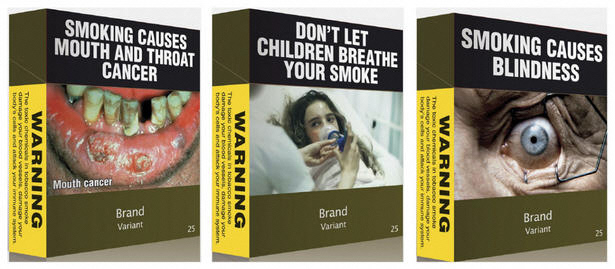 SMOKING CAUSES
MOUTH AND THROAT
CANCER
WARNING
The toxic chemicals in tobacco smoke
damage your blood vessels, damage your
body's cells and attack your immune system.
Mouth cancer
Brand
Variant
25
DON'T LET
CHILDREN BREATHE
YOUR SMOKE
WARNING
The toxic chemicals in tobacco smoke
damage your blood vessels, damage your
body's cells and attack your immune system.
Brand
Variant
25
SMOKING CAUSES
BLINDNESS
WARNING
The toxic chemicals in tobacco smoke
damage your blood vessels, damage your
body's cells and attack your immune system.
Brand
Variant
25